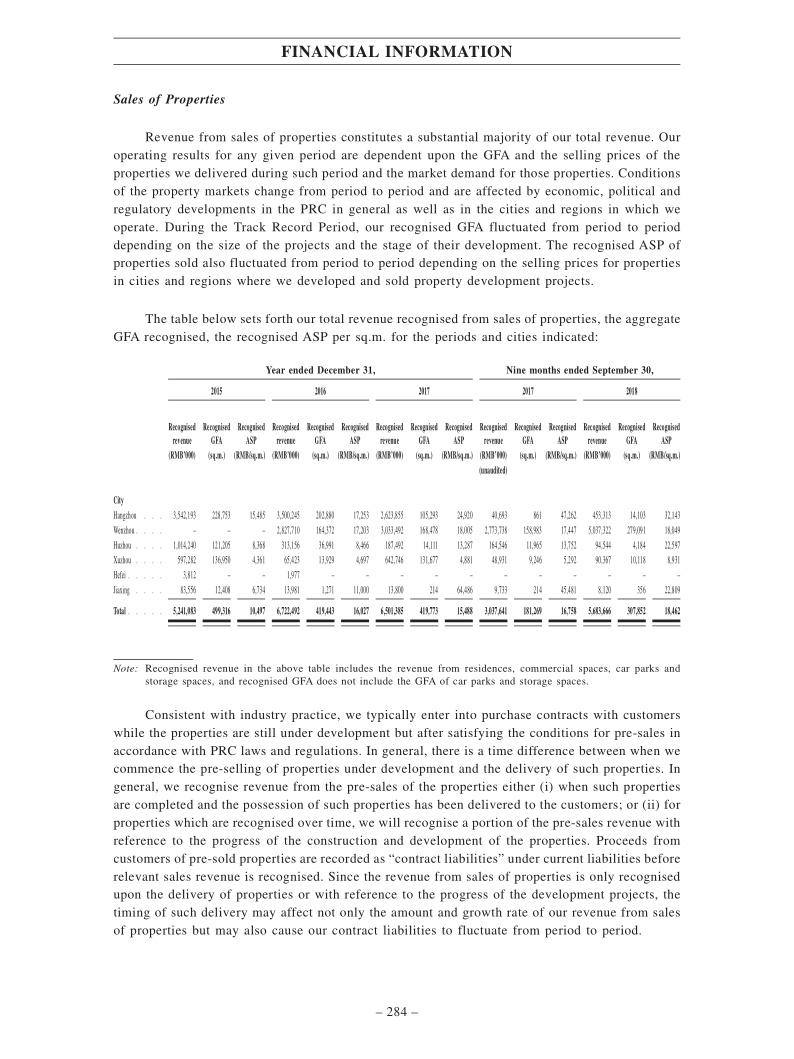 FINANCIAL INFORMATION
Sales of Properties
Revenue from sales of properties constitutes a substantial majority of our total revenue. Our
operating results for any given period are dependent upon the GFA and the selling prices of the
properties we delivered during such period and the market demand for those properties. Conditions
of the property markets change from period to period and are affected by economic, political and
regulatory developments in the PRC in general as well as in the cities and regions in which we
operate. During the Track Record Period, our recognised GFA fluctuated from period to period
depending on the size of the projects and the stage of their development. The recognised ASP of
properties sold also fluctuated from period to period depending on the selling prices for properties
in cities and regions where we developed and sold property development projects.
The table below sets forth our total revenue recognised from sales of properties, the aggregate
GFA recognised, the recognised ASP per sq.m. for the periods and cities indicated:
Year ended December 31, Nine months ended September 30,
2015 2016 2017 2017 2018
Recognised Recognised Recognised Recognised Recognised Recognised Recognised Recognised Recognised Recognised Recognised Recognised Recognised Recognised Recognised
revenue GFA ASP revenue GFA ASP revenue GFA ASP revenue GFA ASP revenue GFA ASP
(RMB'000) (sq.m.) (RMB/sq.m.) (RMB'000) (sq.m.) (RMB/sq.m.) (RMB'000) (sq.m.) (RMB/sq.m.) (RMB'000) (sq.m.) (RMB/sq.m.) (RMB'000) (sq.m.) (RMB/sq.m.)
(unaudited)
City
Hangzhou . . . 3,542,193 228,753 15,485 3,500,245 202,880 17,253 2,623,855 105,293 24,920 40,693 861 47,262 453,313 14,103 32,143
Wenzhou . . . . – – – 2,827,710 164,372 17,203 3,033,492 168,478 18,005 2,773,738 158,983 17,447 5,037,322 279,091 18,049
Huzhou . . . . 1,014,240 121,205 8,368 313,156 36,991 8,466 187,492 14,111 13,287 164,546 11,965 13,752 94,544 4,184 22,597
Xuzhou . . . . 597,282 136,950 4,361 65,423 13,929 4,697 642,746 131,677 4,881 48,931 9,246 5,292 90,367 10,118 8,931
Hefei . . . . . 3,812 – – 1,977 – – – – – – – – – – –
Jiaxing . . . . 83,556 12,408 6,734 13,981 1,271 11,000 13,800 214 64,486 9,733 214 45,481 8,120 356 22,809
Total . . . . . 5,241,083 499,316 10,497 6,722,492 419,443 16,027 6,501,385 419,773 15,488 3,037,641 181,269 16,758 5,683,666 307,852 18,462
Note: Recognised revenue in the above table includes the revenue from residences, commercial spaces, car parks and
storage spaces, and recognised GFA does not include the GFA of car parks and storage spaces.
Consistent with industry practice, we typically enter into purchase contracts with customers
while the properties are still under development but after satisfying the conditions for pre-sales in
accordance with PRC laws and regulations. In general, there is a time difference between when we
commence the pre-selling of properties under development and the delivery of such properties. In
general, we recognise revenue from the pre-sales of the properties either (i) when such properties
are completed and the possession of such properties has been delivered to the customers; or (ii) for
properties which are recognised over time, we will recognise a portion of the pre-sales revenue with
reference to the progress of the construction and development of the properties. Proceeds from
customers of pre-sold properties are recorded as “contract liabilities” under current liabilities before
relevant sales revenue is recognised. Since the revenue from sales of properties is only recognised
upon the delivery of properties or with reference to the progress of the development projects, the
timing of such delivery may affect not only the amount and growth rate of our revenue from sales
of properties but may also cause our contract liabilities to fluctuate from period to period.
– 284 –